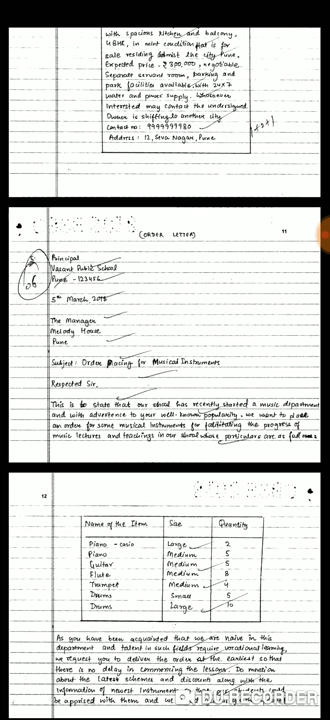 with spacious kitchen and balcony.
4BHK, in mint condition flat is for
sale residing admist the city Pune,
Expected price - ₹ 300,000, negotiable
Separate servant room, parking and
park facilities available, with 24x7
water and power supply. Whosoever
Interested may contact the undersigned
Owner is shifting to another city
Contact no: 9999999980
Address: 12, Seva Nagar, Pune
(ORDER LETTER)
11
06
Principal
Vasant Public School
Pune - 123456
5th March, 2018
The Manager
Melody House
Pune
Subject: Order Placing for Musical Instruments
Respected Sir,
This is to state that our school has recently started a music department
and with advertence to your well-known popularity, we want to place
an order for some musical instruments for facilitating the progress of
music lectures and teachings in our school whose particulars are as follows
12
Name of the Item Size Quantity
Piano - casio Large 2
Piano Medium 5
Guitar Medium 5
Flute Medium 8
Trumpet Medium 4
Drums Small 5
Drums Large 10
As you have been acquainted that we are naive in this
department and talent in such fields require vocational learning,
we request you to deliver the order at the earliest so that
there is no delay in commencing the lessons. Do mention
about the latest schemes and discount along with the
information of newest instrument so that our students could
be apprised with them and we